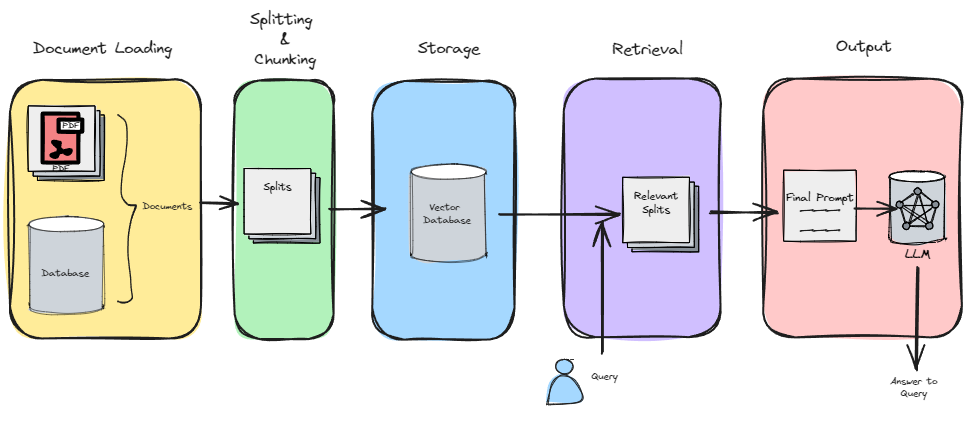 Document Loading
Splitting
&
Chunking
Storage
Retrieval
Output
PDF
PDF
Documents
Database
Splits
Vector
Database
Relevant
Splits
Final Prompt
LLM
Query
Answer to
Query